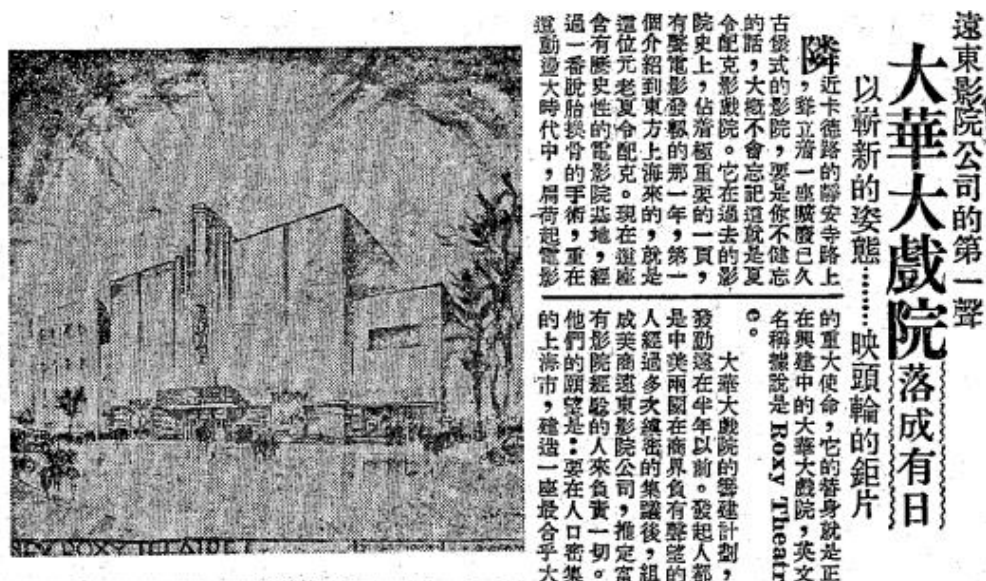 遠東影院公司的第一聲
大華大戲院落成有日
以嶄新的姿態………映頭輪的鉅片
隣近卡德路的靜安寺路上
，聳立着一座曠廢已久
古儀式的影院，要是你不健忘
的話，大槪不會忘記這就是夏
令配克影戲院。它在過去的影
院史上，佔着極重要的一頁，
有聲電影發軔的那一年，第一
個介紹到東方上海來的，就是
這位元老夏令配克。現在這座
含有歷史性的電影院基地，經
過一番脫胎換骨的手術，重在
這動盪大時代中，肩荷起電影
的重大使命，它的替身就是正
在興建中的大華大戲院，英文
名稱據說是 Roxy Theatr
e。
大華大戲院的籌建計劃，
發動遠在半年以前。發起人都
是中美兩國在商界負有聲望的
人經過多次縝密的集議後，組
成美商遠東影院公司，推定富
有影院經驗的人來負責一切。
他們的願望是：要在人口密集
的上海市，建造一座最合乎大
ROXY